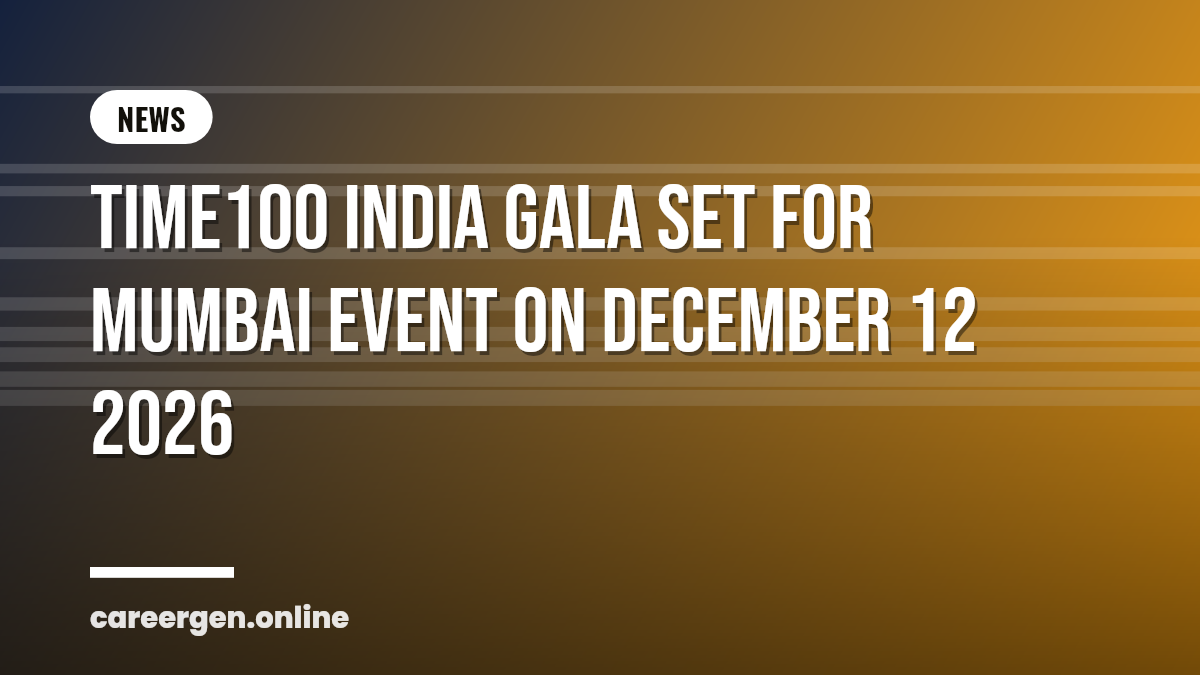 NEWS
TIME100 INDIA GALA SET FOR
MUMBAI EVENT ON DECEMBER 12
2026
careergen.online